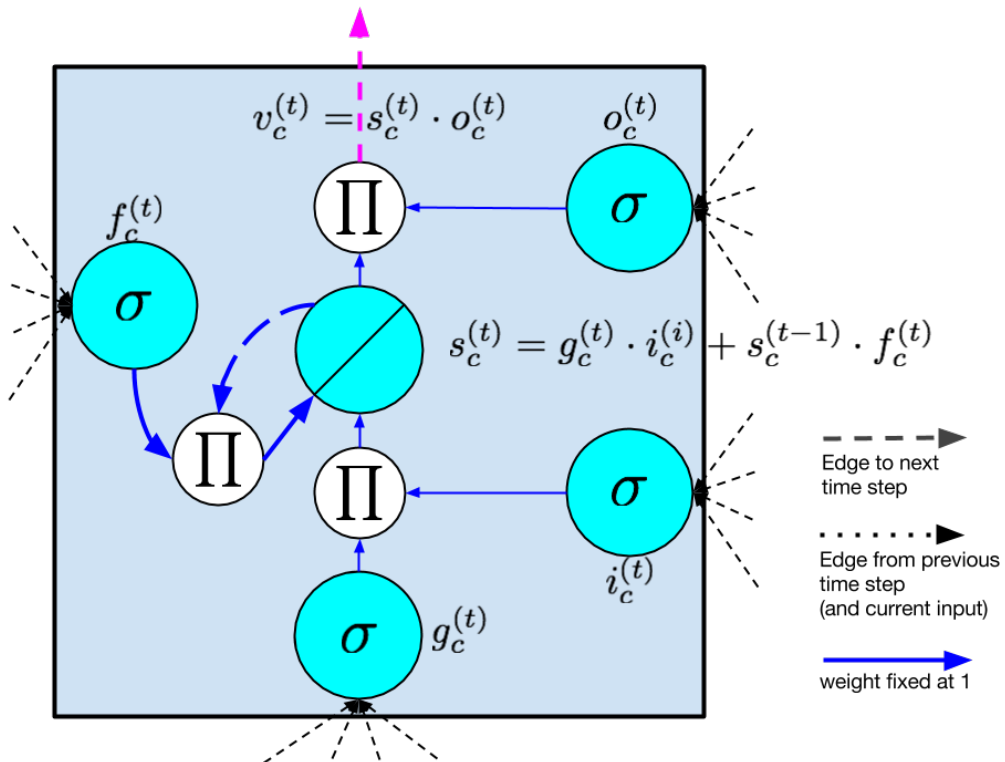 v_c^{(t)} = s_c^{(t)} · o_c^{(t)}
o_c^{(t)}
∏
σ
f_c^{(t)}
σ
s_c^{(t)} = g_c^{(t)} · i_c^{(i)} + s_c^{(t-1)} · f_c^{(t)}
∏
∏
σ
i_c^{(t)}
σ
g_c^{(t)}
Edge to next
time step
Edge from previous
time step
(and current input)
weight fixed at 1